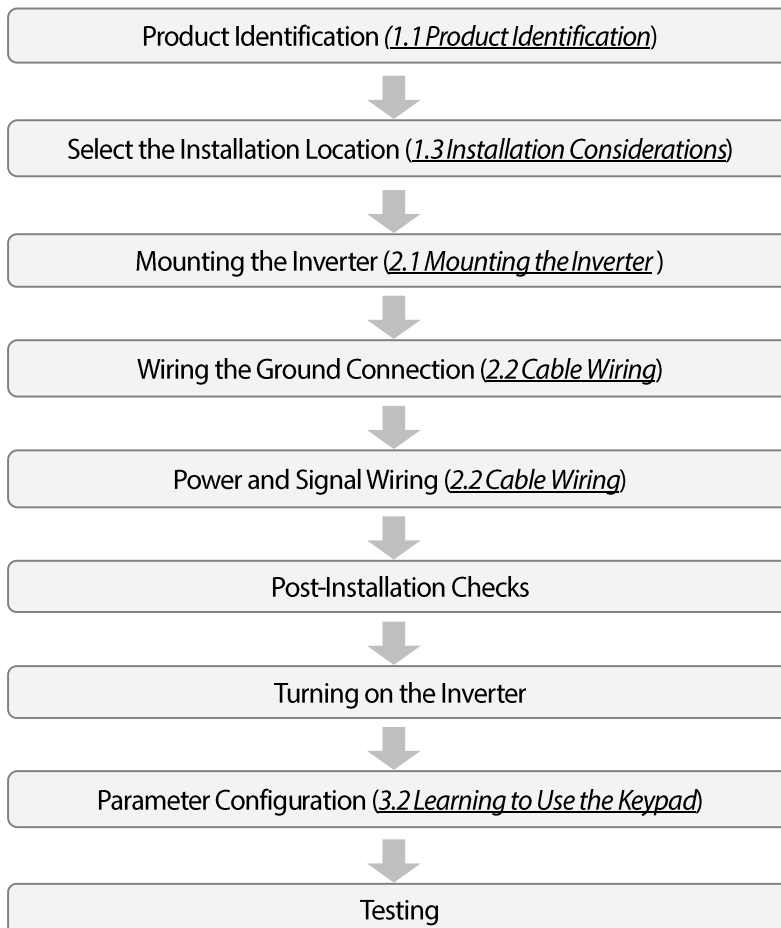 Product Identification (1.1 Product Identification)
Select the Installation Location (1.3 Installation Considerations)
Mounting the Inverter (2.1 Mounting the Inverter )
Wiring the Ground Connection (2.2 Cable Wiring)
Power and Signal Wiring (2.2 Cable Wiring)
Post-Installation Checks
Turning on the Inverter
Parameter Configuration (3.2 Learning to Use the Keypad)
Testing